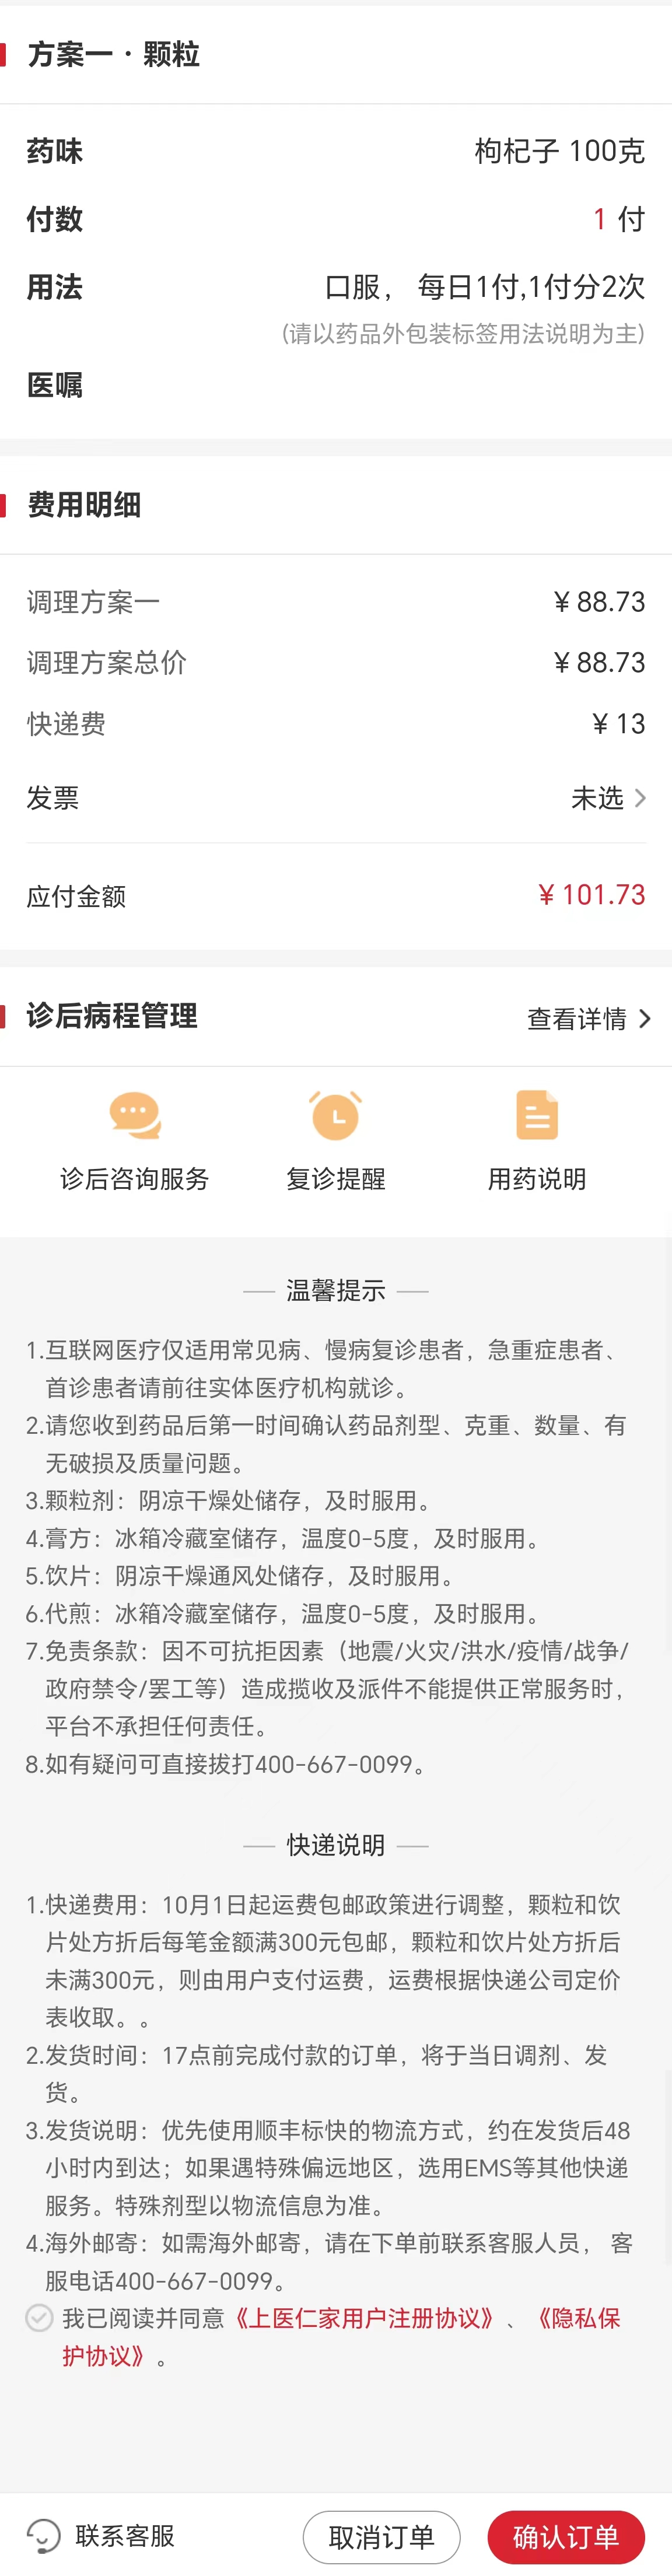 方案一 · 颗粒
药味 枸杞子 100克
付数 1 付
用法 口服， 每日1付,1付分2次
(请以药品外包装标签用法说明为主)
医嘱
费用明细
调理方案一 ¥ 88.73
调理方案总价 ¥ 88.73
快递费 ¥ 13
发票 未选
应付金额 ¥ 101.73
诊后病程管理 查看详情
诊后咨询服务 复诊提醒 用药说明
温馨提示
1.互联网医疗仅适用常见病、慢病复诊患者，急重症患者、
首诊患者请前往实体医疗机构就诊。
2.请您收到药品后第一时间确认药品剂型、克重、数量、有
无破损及质量问题。
3.颗粒剂：阴凉干燥处储存，及时服用。
4.膏方：冰箱冷藏室储存，温度0-5度，及时服用。
5.饮片：阴凉干燥通风处储存，及时服用。
6.代煎：冰箱冷藏室储存，温度0-5度，及时服用。
7.免责条款：因不可抗拒因素（地震/火灾/洪水/疫情/战争/
政府禁令/罢工等）造成揽收及派件不能提供正常服务时，
平台不承担任何责任。
8.如有疑问可直接拔打400-667-0099。
快递说明
1.快递费用：10月1日起运费包邮政策进行调整，颗粒和饮
片处方折后每笔金额满300元包邮，颗粒和饮片处方折后
未满300元，则由用户支付运费，运费根据快递公司定价
表收取。。
2.发货时间：17点前完成付款的订单，将于当日调剂、发
货。
3.发货说明：优先使用顺丰标快的物流方式，约在发货后48
小时内到达；如果遇特殊偏远地区，选用EMS等其他快递
服务。特殊剂型以物流信息为准。
4.海外邮寄：如需海外邮寄，请在下单前联系客服人员， 客
服电话400-667-0099。
我已阅读并同意《上医仁家用户注册协议》、《隐私保
护协议》。
联系客服 取消订单 确认订单